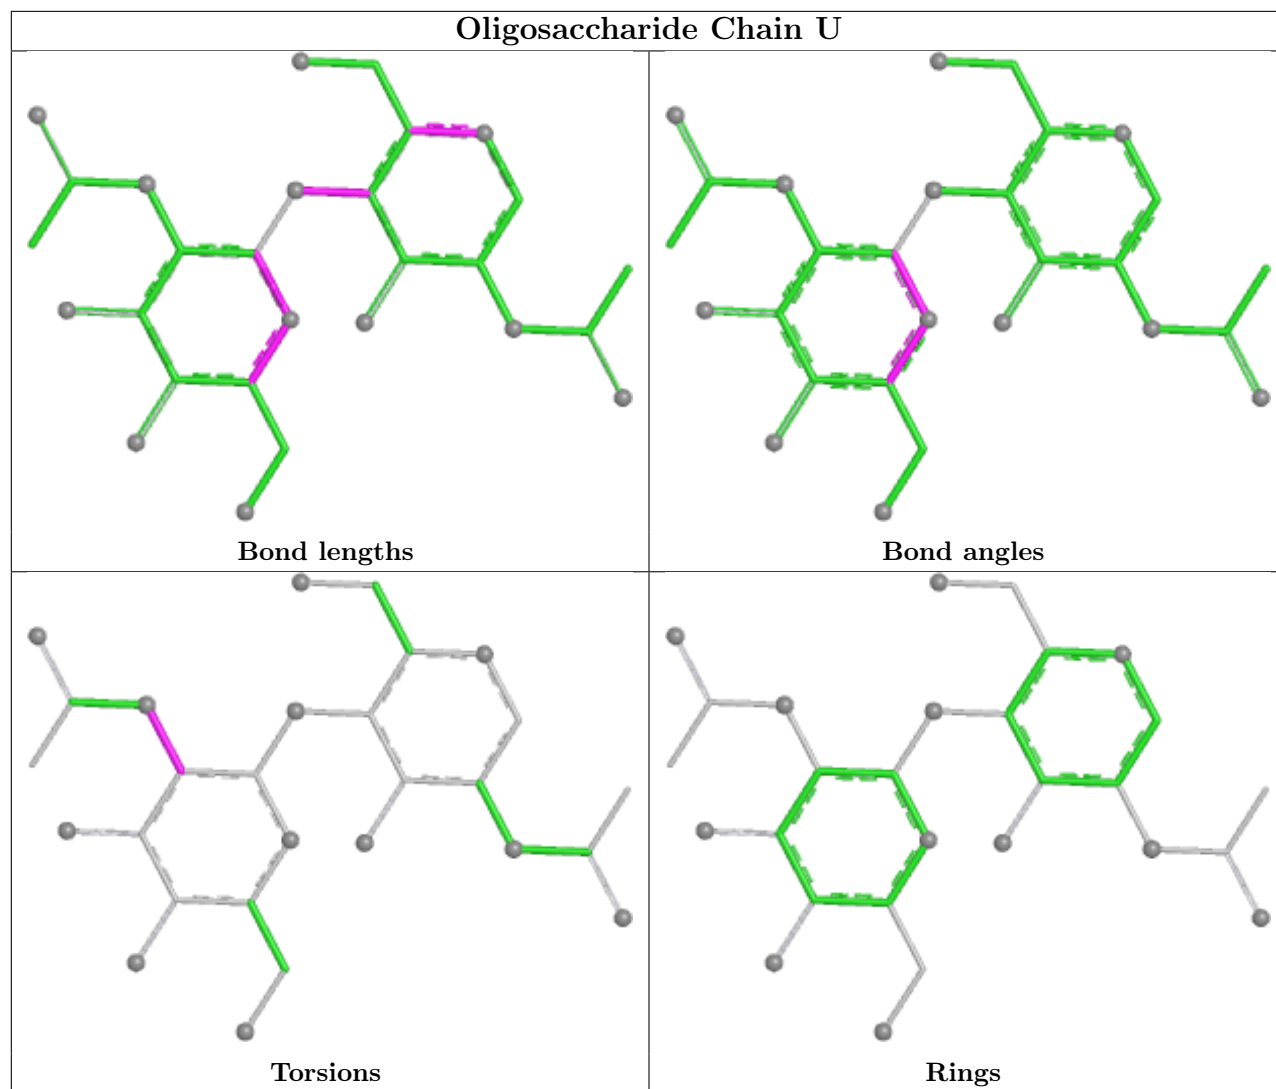 Oligosaccharide Chain U
Bond lengths
Bond angles
Torsions
Rings